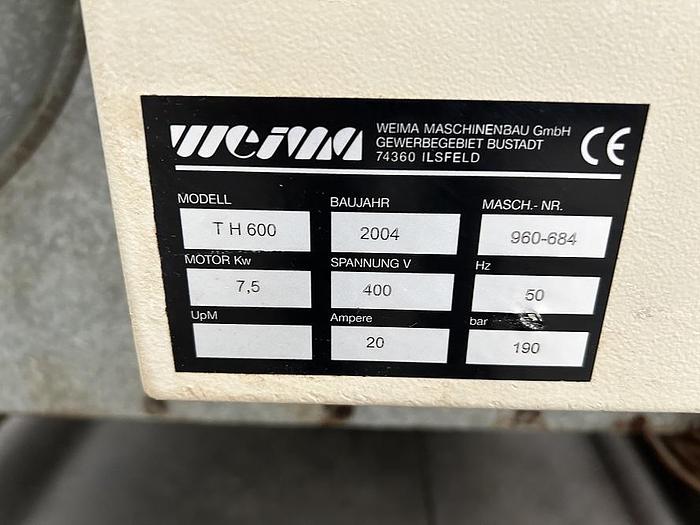 weima
WEIMA MASCHINENBAU GmbH
GEWERBEGEBIET BUSTADT
74360 ILSFELD
CE
MODELL BAUJAHR MASCH.- NR.
T H 600 2004 960-684
MOTOR Kw SPANNUNG V Hz
7,5 400 50
UpM Ampere bar
20 190